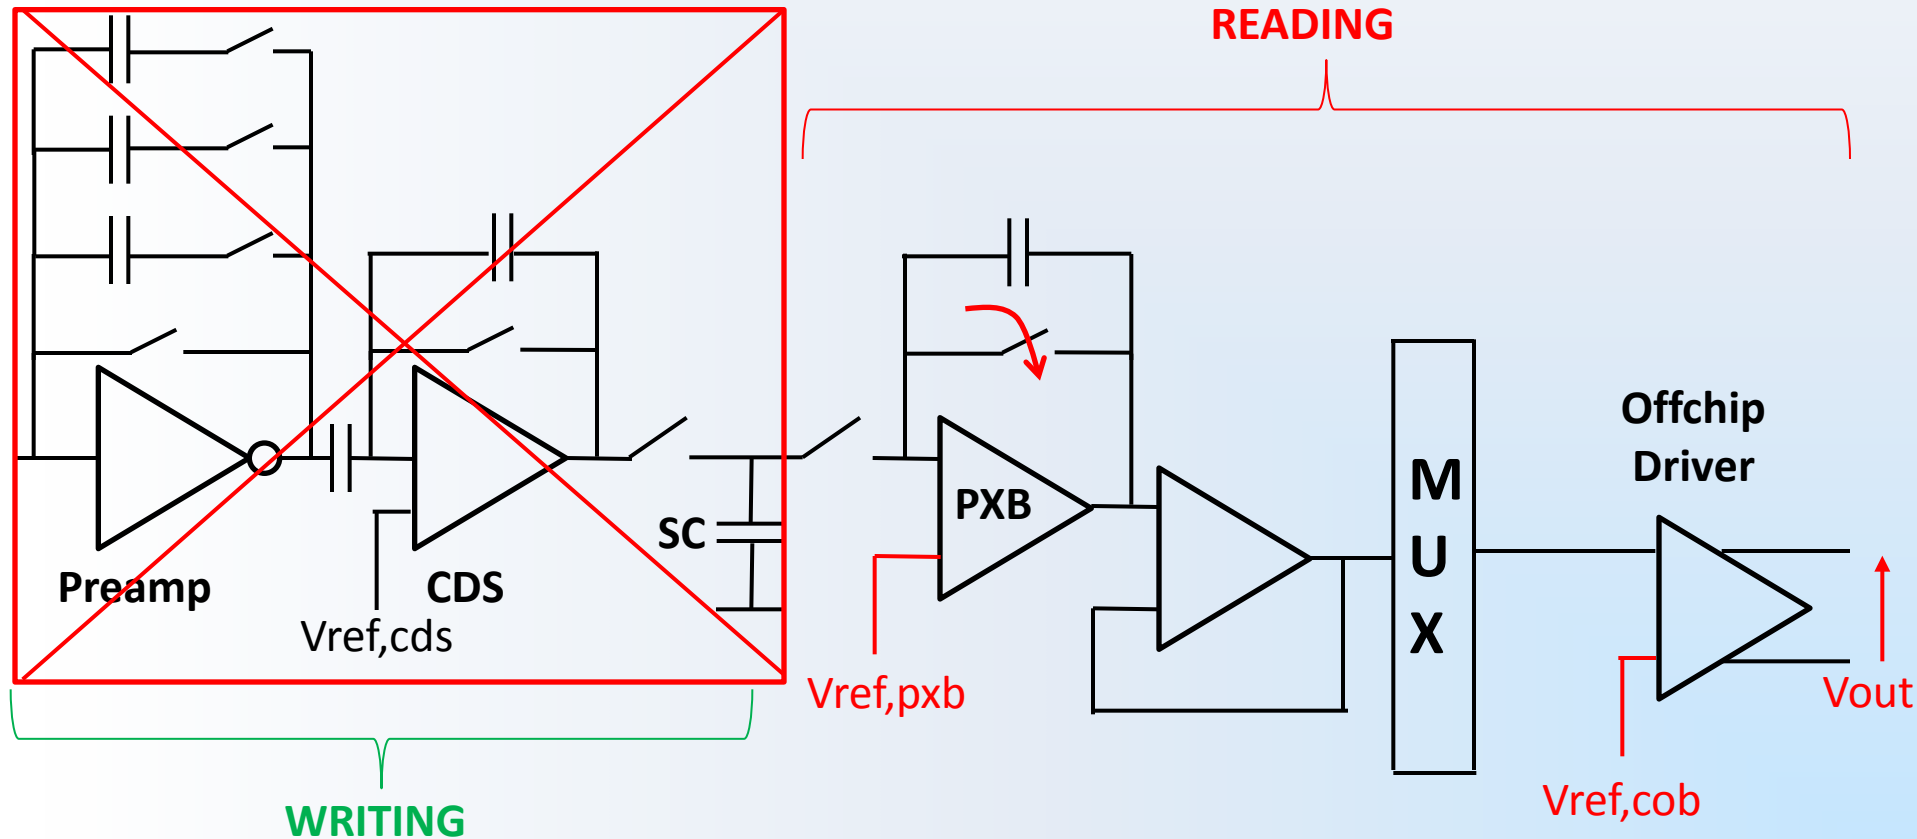 READING
Offchip
Driver
PXB
M
U
X
SC
Preamp
CDS
Vref,cds
Vref,pxb
Vout
Vref,cob
WRITING